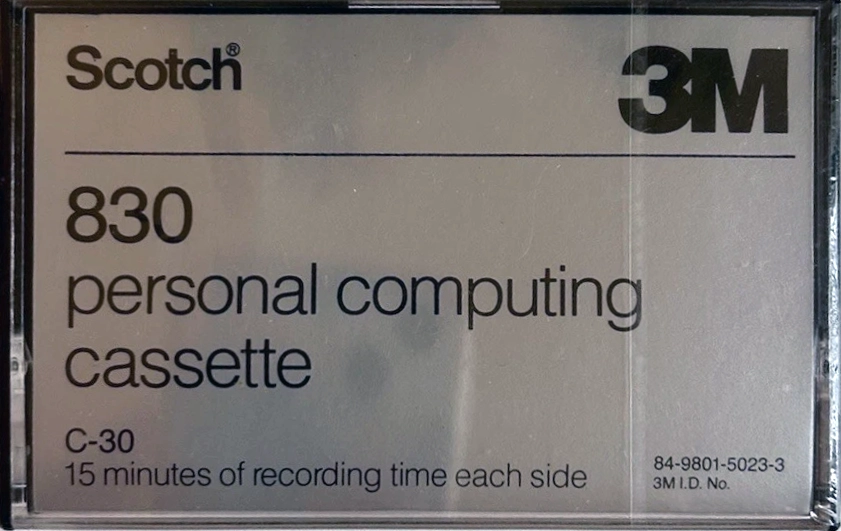 Scotch®
3M
830
personal computing
cassette
C-30
15 minutes of recording time each side
84-9801-5023-3
3M I.D. No.